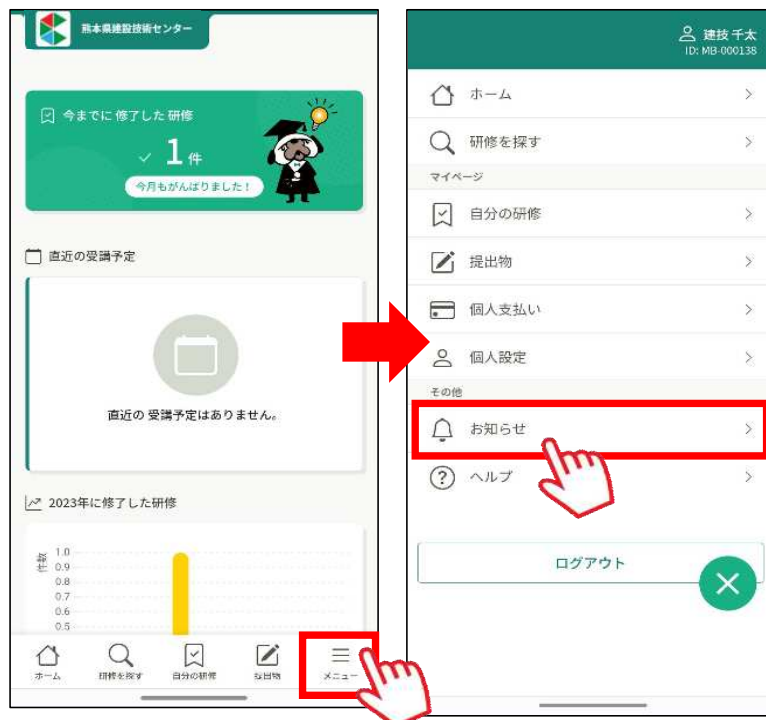 熊本県建設技術センター
今までに修了した研修
1件
今月もがんばりました！
直近の受講予定
直近の受講予定はありません。
2023年に修了した研修
件数
1.0
0.9
0.8
0.7
0.6
0.5
ホーム
研修を探す
自分の研修
提出物
メニュー
建技 千太
ID: MB-000138
ホーム
研修を探す
マイページ
自分の研修
提出物
個人支払い
個人設定
その他
お知らせ
ヘルプ
ログアウト